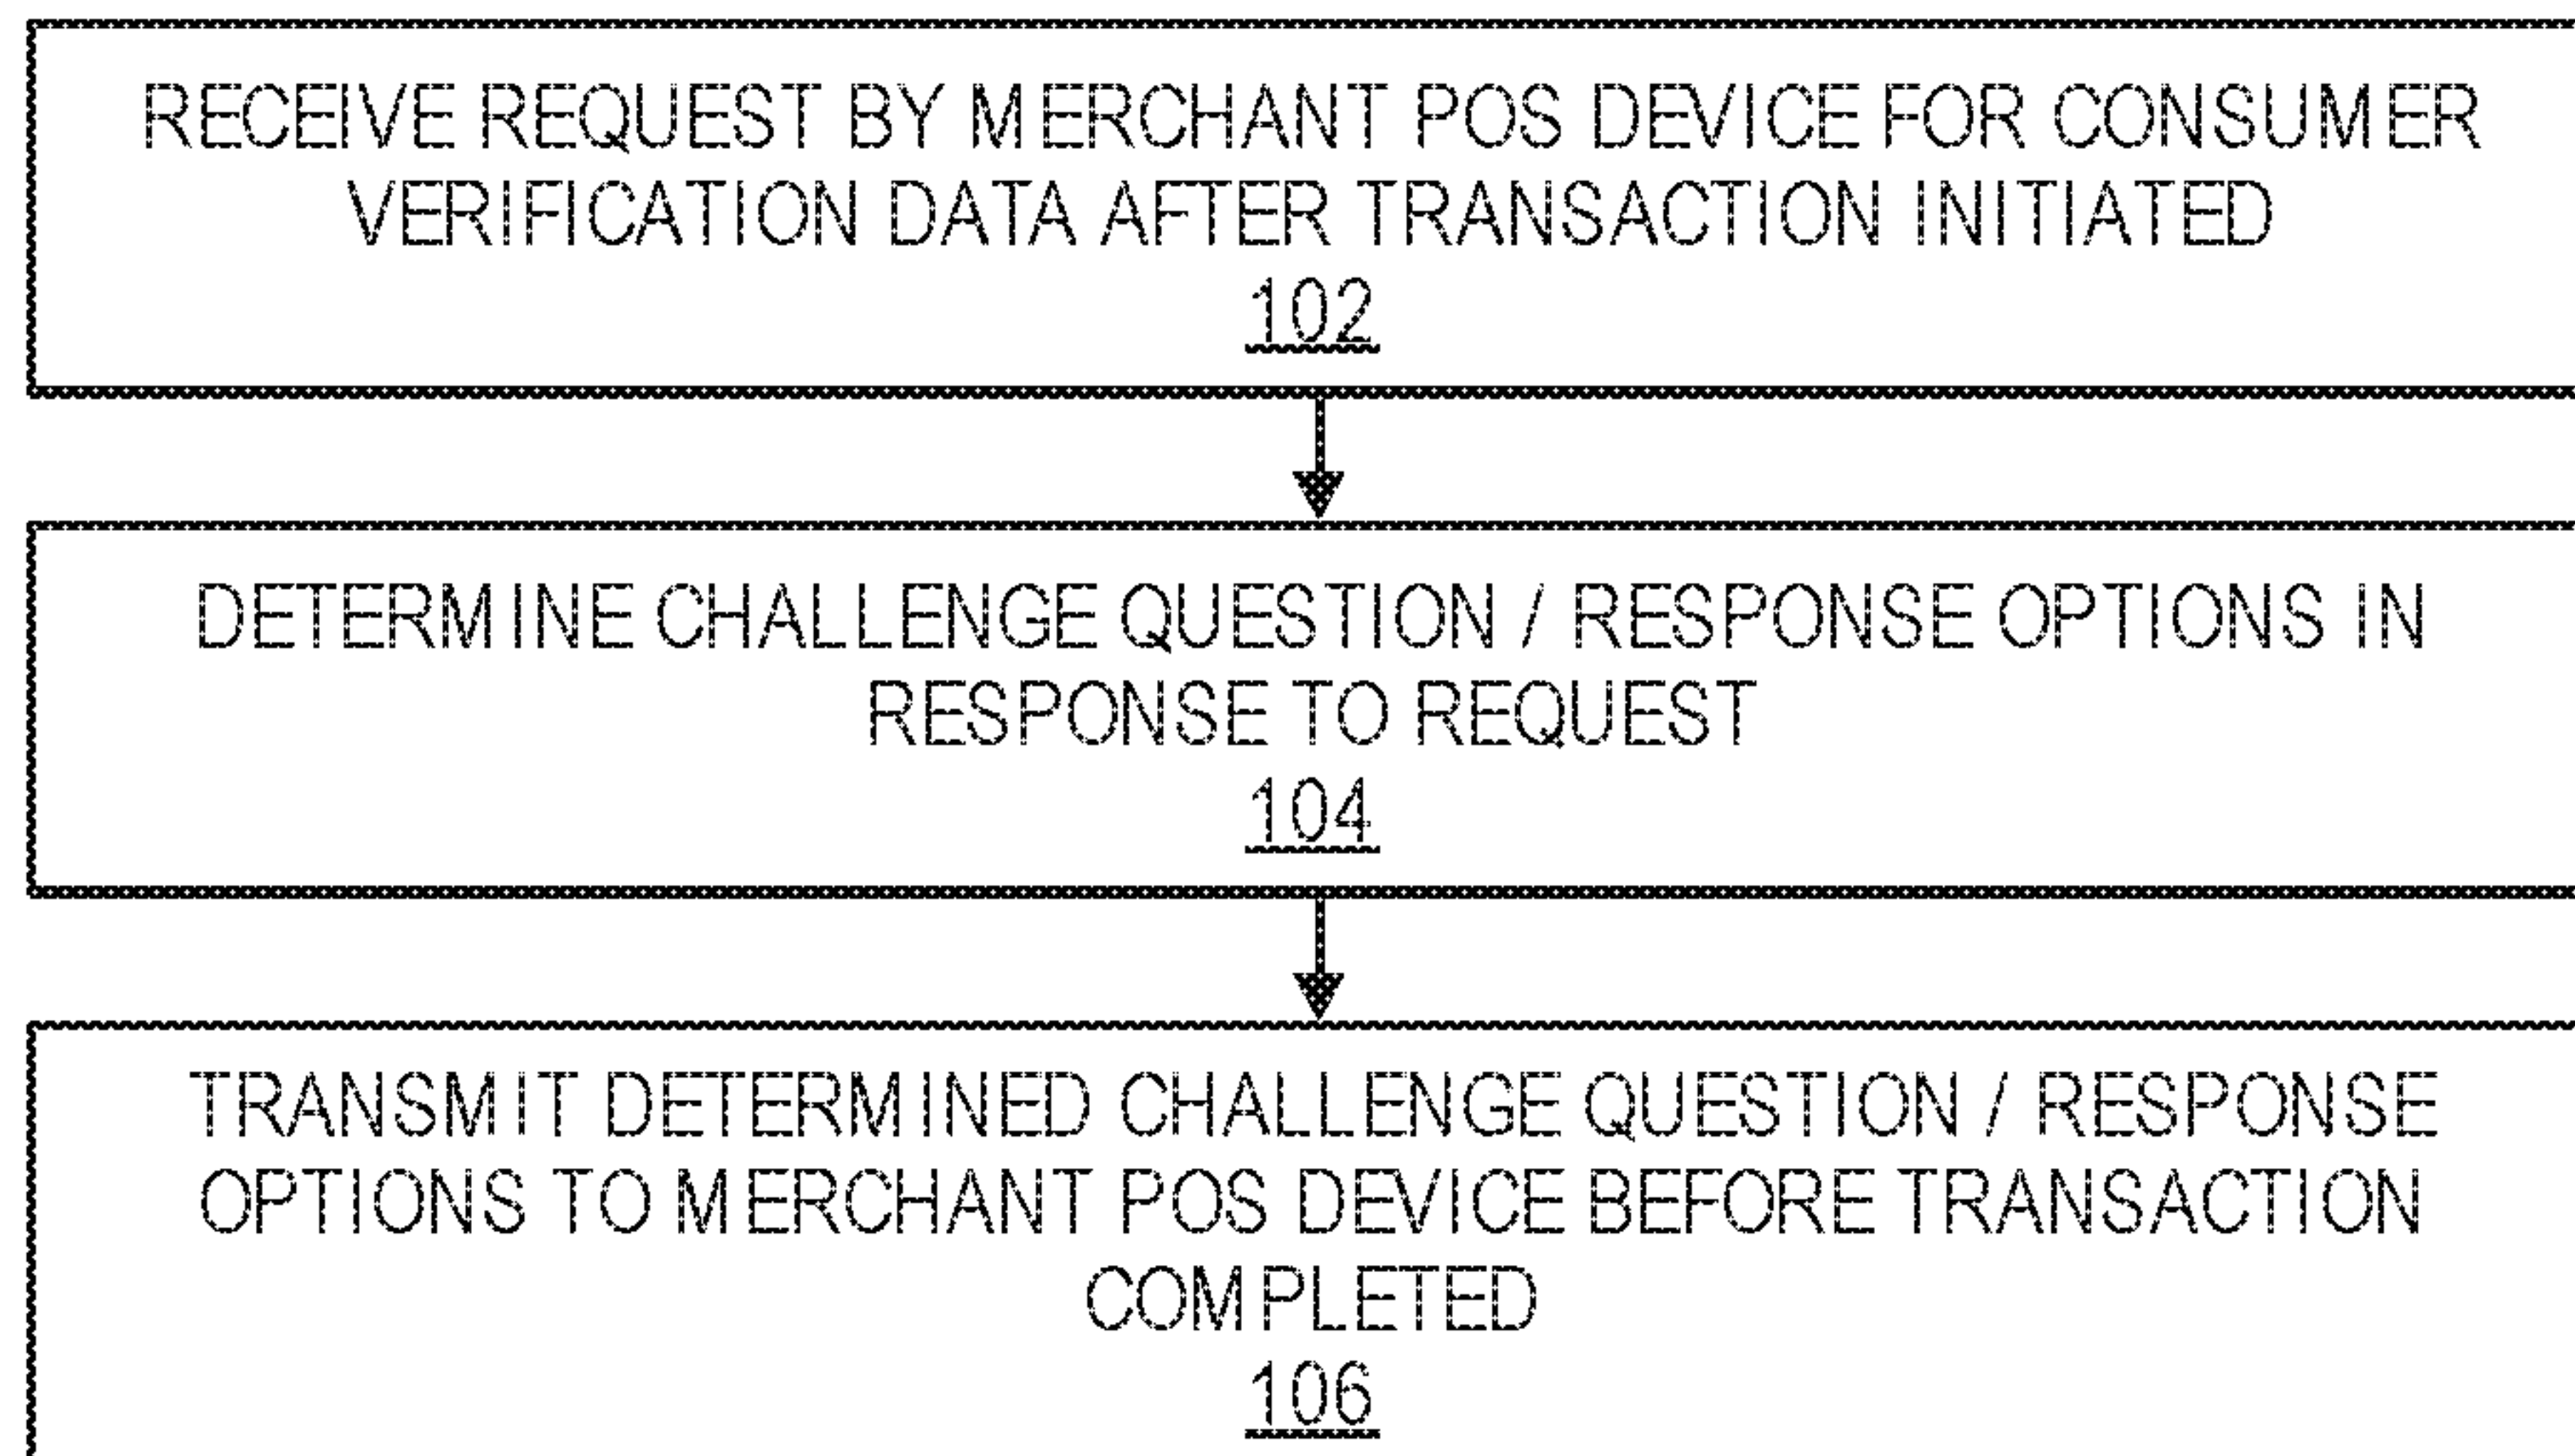 RECEIVE REQUEST BY MERCHANT POS DEVICE FOR CONSUMER
VERIFICATION DATA AFTER TRANSACTION INITIATED
102
DETERMINE CHALLENGE QUESTION / RESPONSE OPTIONS IN
RESPONSE TO REQUEST
104
TRANSMIT DETERMINED CHALLENGE QUESTION / RESPONSE
OPTIONS TO MERCHANT POS DEVICE BEFORE TRANSACTION
COMPLETED
106